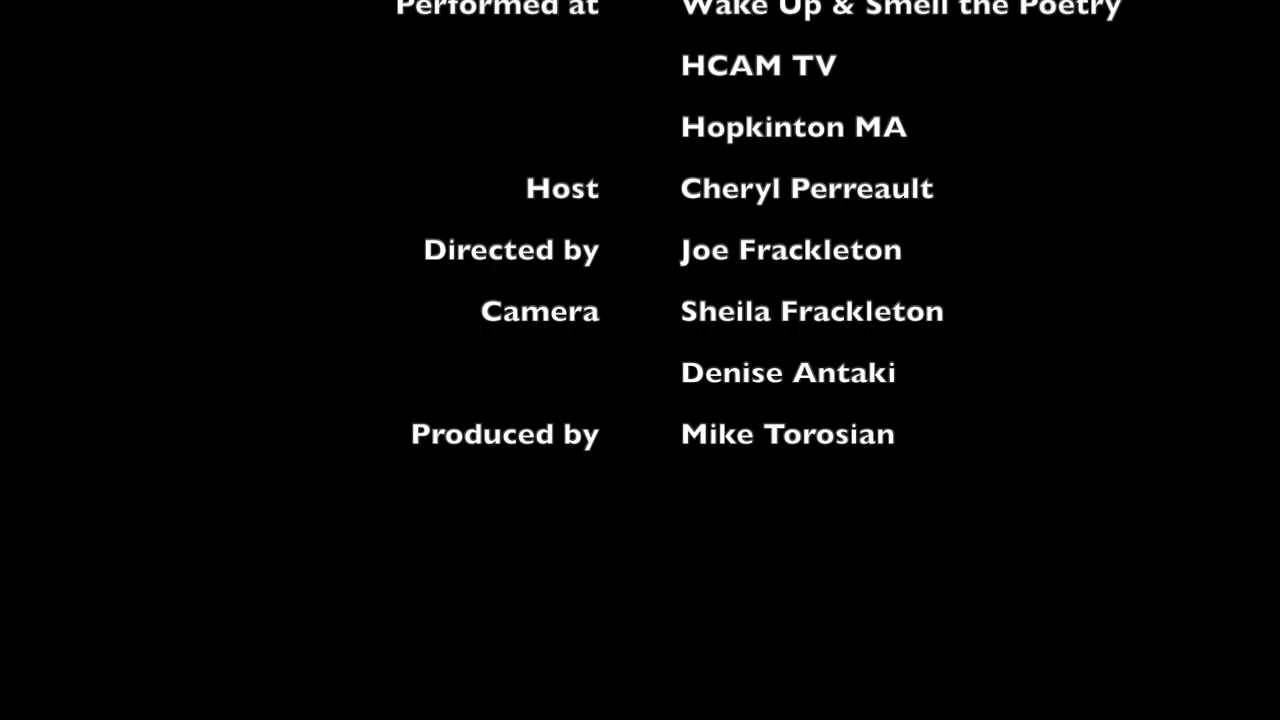 Performed at Wake Up & Smell the Poetry
HCAM TV
Hopkinton MA
Host Cheryl Perreault
Directed by Joe Frackleton
Camera Sheila Frackleton
Denise Antaki
Produced by Mike Torosian